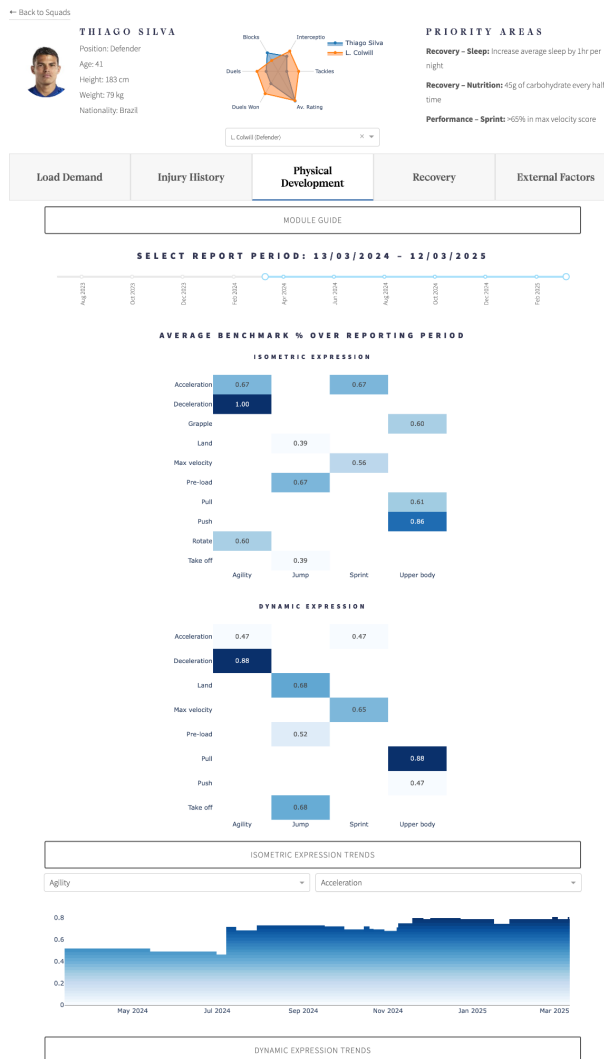 ← Back to Squads
THIAGO SILVA
Position: Defender
Age: 41
Height: 183 cm
Weight: 79 kg
Nationality: Brazil
Blocks
Interceptio
Duels
Tackles
Duels Won
Av. Rating
Thiago Silva
L. Colwill
L. Colwill (Defender)
PRIORITY AREAS
Recovery – Sleep: Increase average sleep by 1hr per
night
Recovery – Nutrition: 45g of carbohydrate every half
time
Performance – Sprint: >65% in max velocity score
Load Demand
Injury History
Physical
Development
Recovery
External Factors
MODULE GUIDE
SELECT REPORT PERIOD: 13/03/2024 – 12/03/2025
Aug 2023
Oct 2023
Dec 2023
Feb 2024
Apr 2024
Jun 2024
Aug 2024
Oct 2024
Dec 2024
Feb 2025
AVERAGE BENCHMARK % OVER REPORTING PERIOD
ISOMETRIC EXPRESSION
Acceleration 0.67 0.67
Deceleration 1.00
Grapple 0.60
Land 0.39
Max velocity 0.56
Pre-load 0.67
Pull 0.61
Push 0.86
Rotate 0.60
Take off 0.39
Agility Jump Sprint Upper body
DYNAMIC EXPRESSION
Acceleration 0.47 0.47
Deceleration 0.88
Land 0.68
Max velocity 0.65
Pre-load 0.52
Pull 0.88
Push 0.47
Take off 0.68
Agility Jump Sprint Upper body
ISOMETRIC EXPRESSION TRENDS
Agility
Acceleration
0.8
0.6
0.4
0.2
0
May 2024 Jul 2024 Sep 2024 Nov 2024 Jan 2025 Mar 2025
DYNAMIC EXPRESSION TRENDS